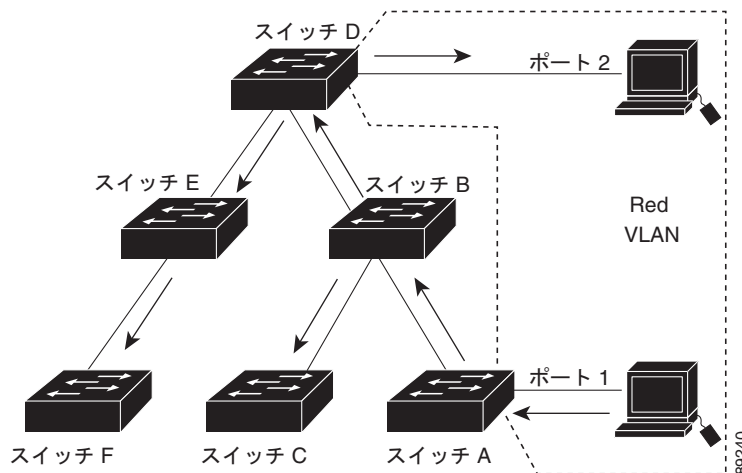 スイッチ D
ポート 2
スイッチ E
スイッチ B
Red
VLAN
ポート 1
スイッチ F
スイッチ C
スイッチ A
89240